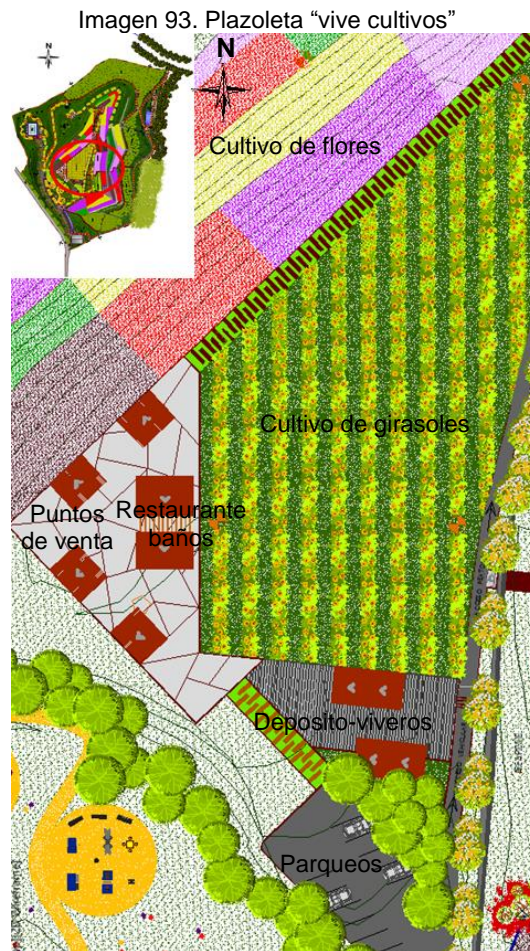 Imagen 93. Plazoleta “vive cultivos”
N
Cultivo de flores
Cultivo de girasoles
Puntos
de venta
Restaurante
baños
Deposito-viveros
Parqueos